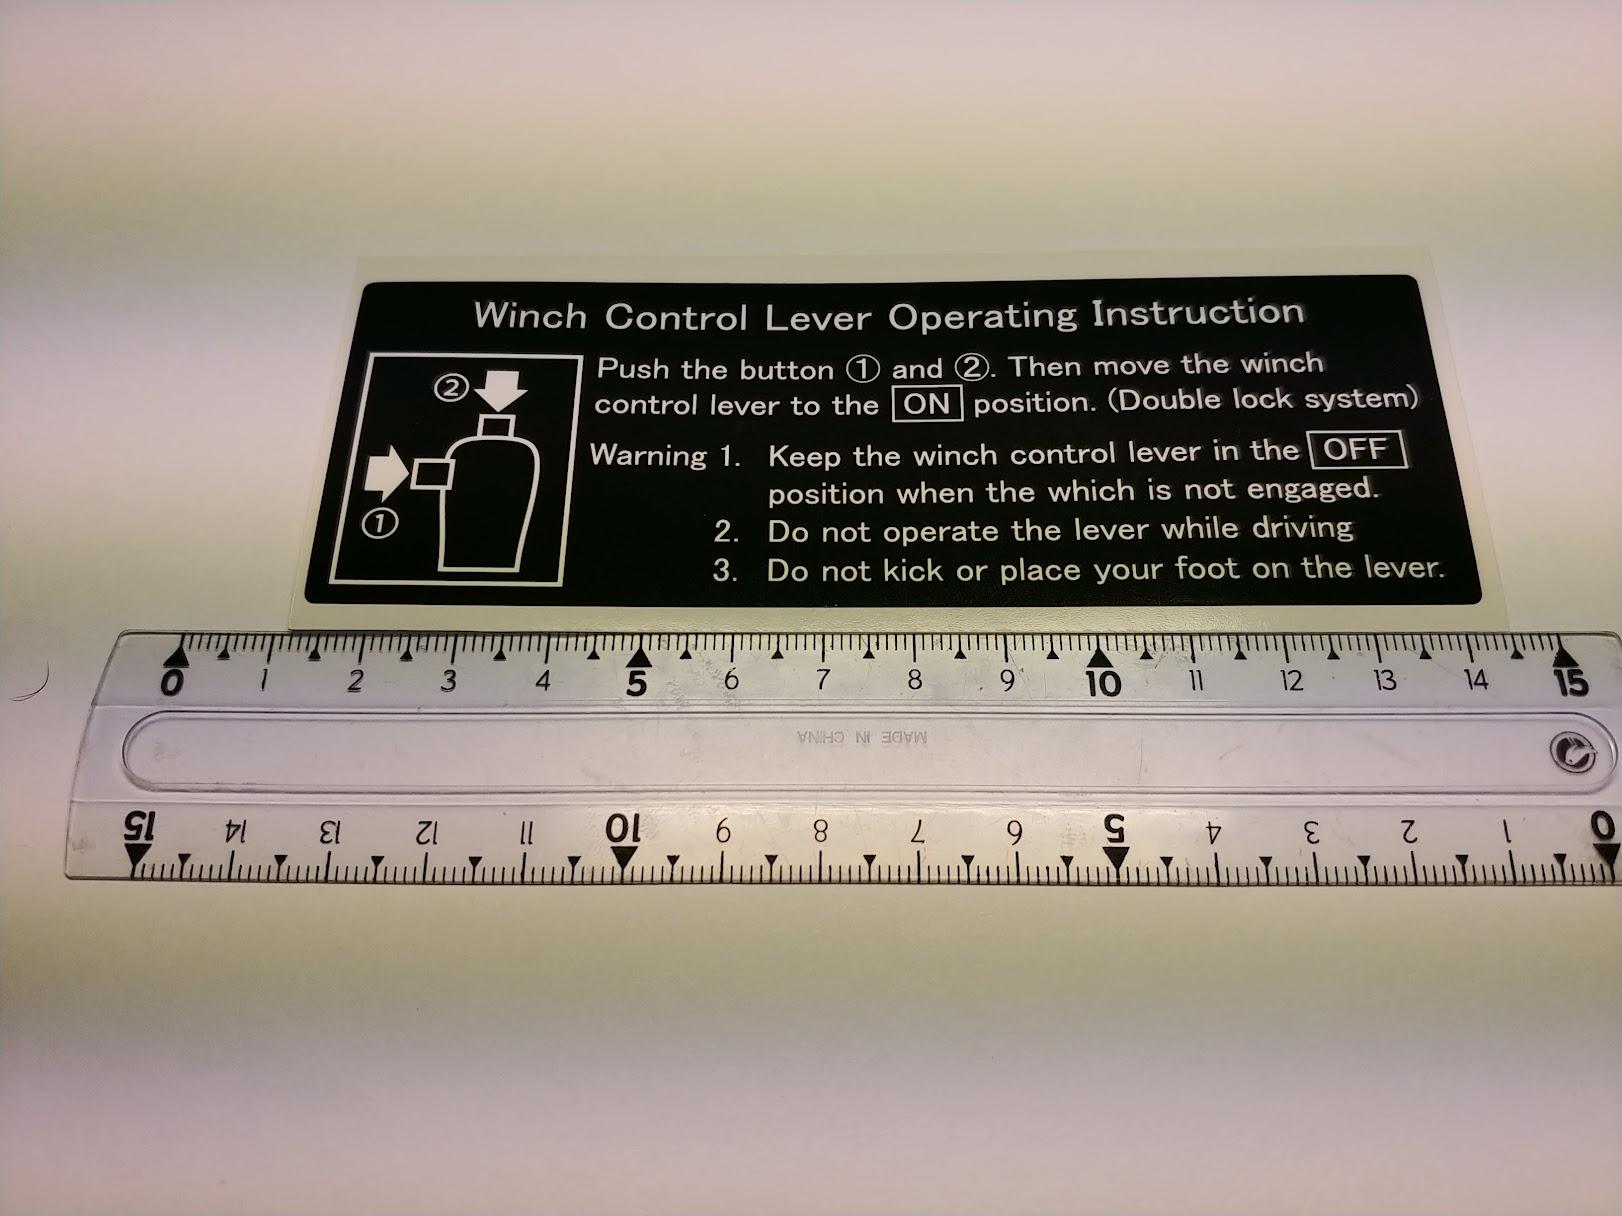 Winch Control Lever Operating Instruction
Push the button ① and ②. Then move the winch
control lever to the ON position. (Double lock system)
②
①
Warning 1. Keep the winch control lever in the OFF
position when the which is not engaged.
2. Do not operate the lever while driving
3. Do not kick or place your foot on the lever.
0 1 2 3 4 5 6 7 8 9 10 11 12 13 14 15
MADE IN CHINA
15 14 13 12 11 10 9 8 7 6 5 4 3 2 1 0